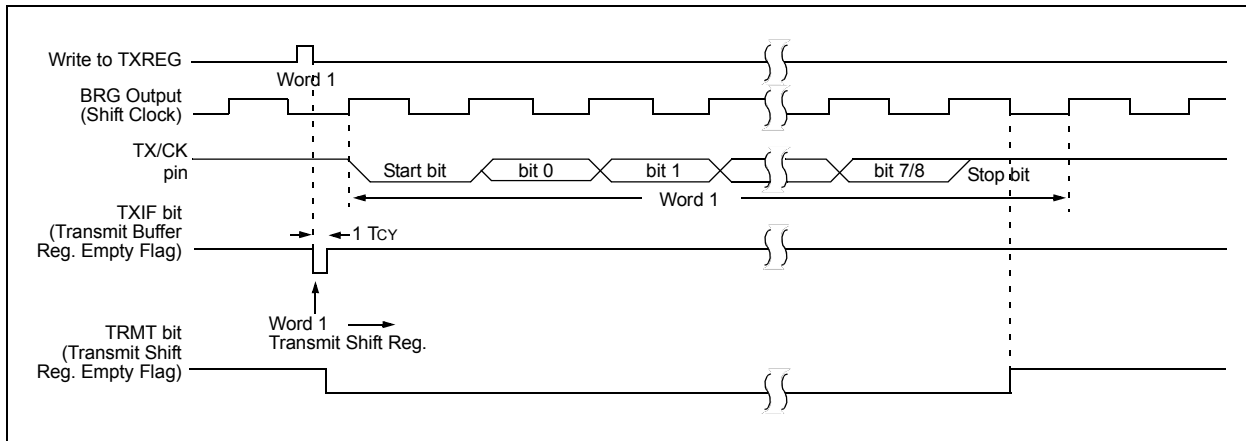 Write to TXREG
Word 1
BRG Output
(Shift Clock)
TX/CK
pin
Start bit
bit 0
bit 1
bit 7/8
Stop bit
Word 1
TXIF bit
(Transmit Buffer
Reg. Empty Flag)
1 TCY
Word 1
Transmit Shift Reg.
TRMT bit
(Transmit Shift
Reg. Empty Flag)